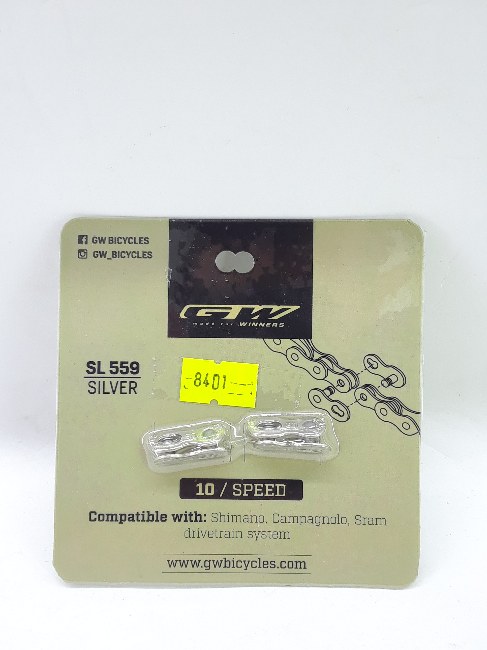 GW BICYCLES
GW_BICYCLES
GW
MADE FOR WINNERS
SL 559
SILVER
8401
10 / SPEED
Compatible with: Shimano, Campagnolo, Sram
drivetrain system
www.gwbicycles.com